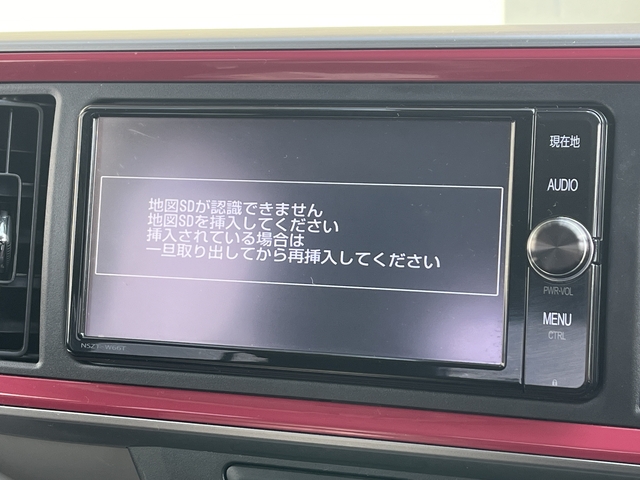 地図SDが認識できません
地図SDを挿入してください
挿入されている場合は
一旦取り出してから再挿入してください
現在地
AUDIO
PWR-VOL
MENU
CTRL